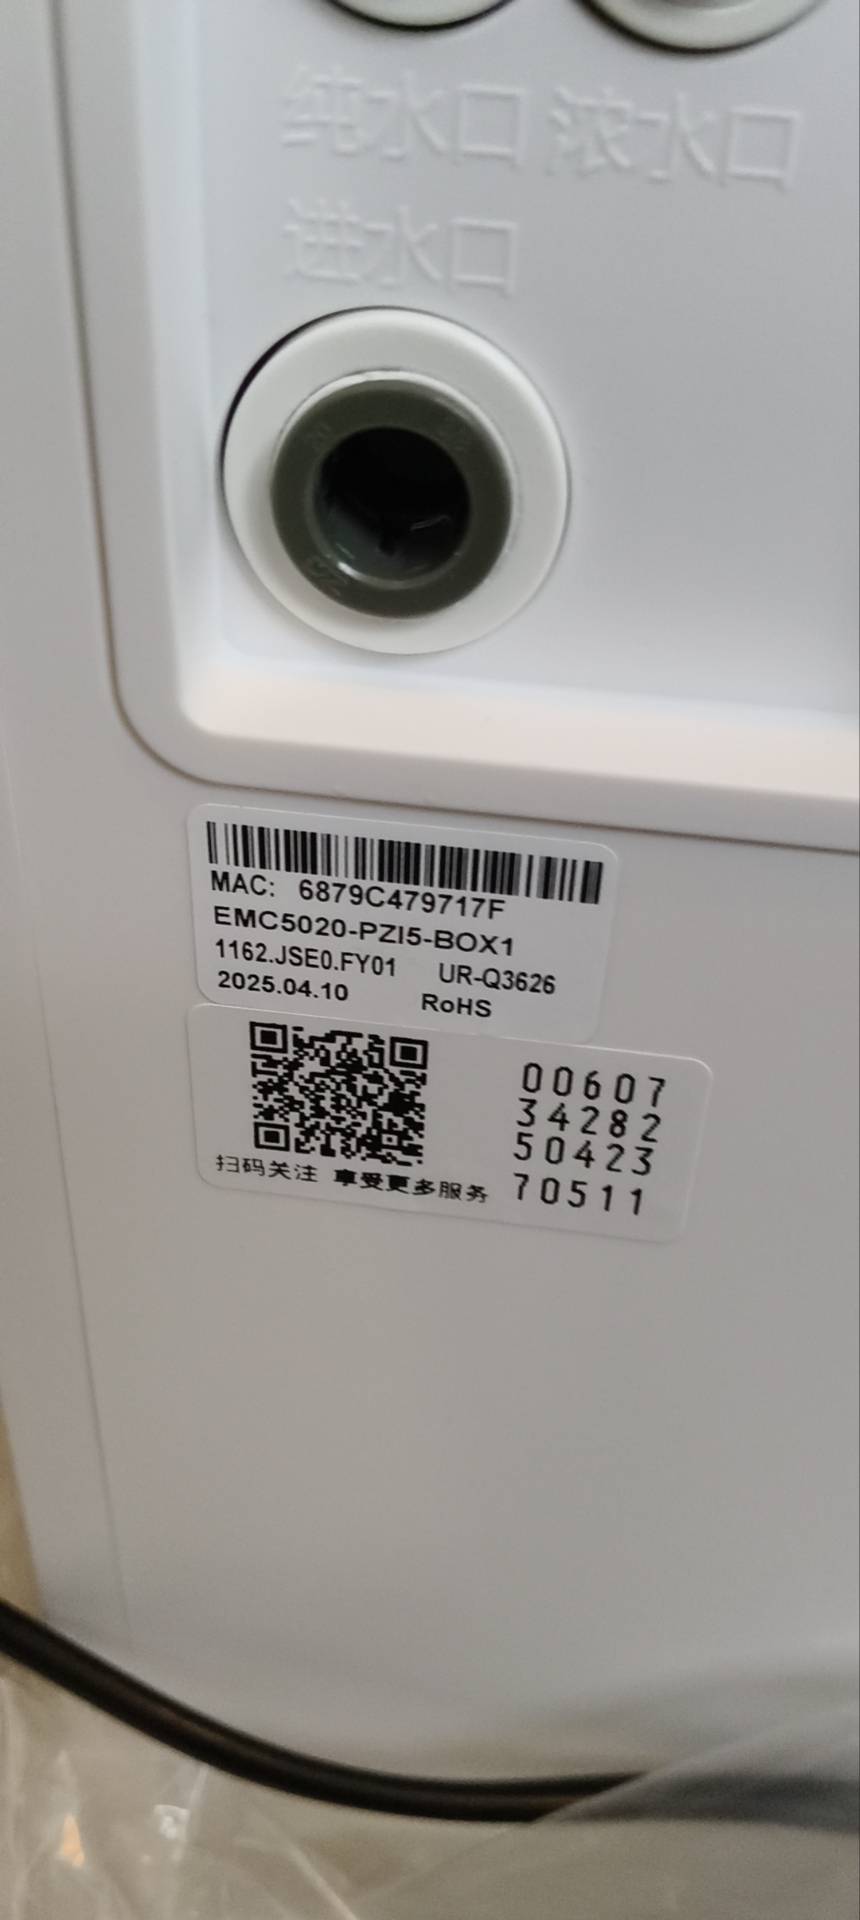 纯水口 浓水口
进水口
MAC: 6879C479717F
EMC5020-PZI5-BOX1
1162.JSE0.FY01 UR-Q3626
2025.04.10 RoHS
00607
34282
50423
70511
扫码关注 享受更多服务